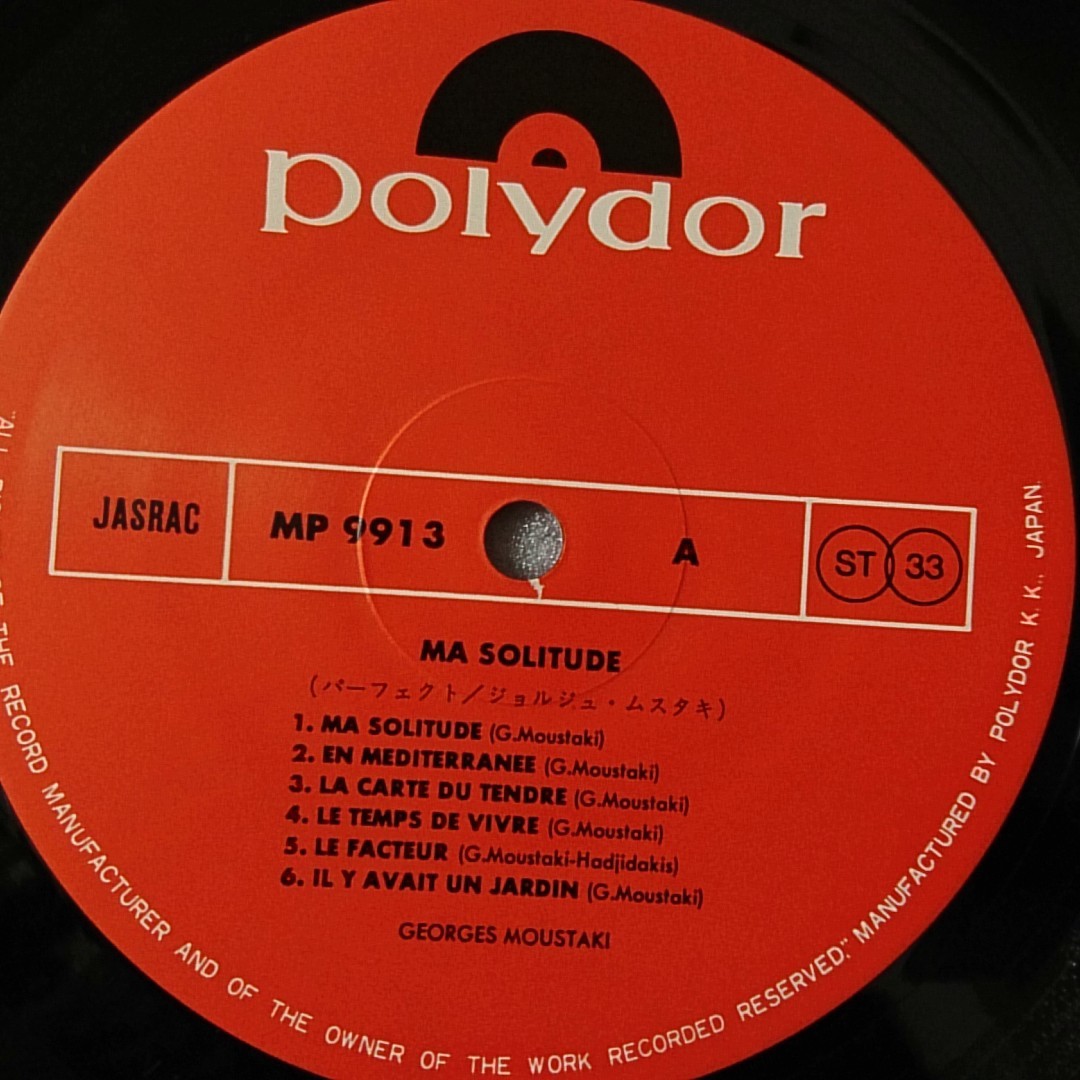 polydor
JASRAC MP 9913 A ST 33
MA SOLITUDE
(パーフェクト/ジョルジュ・ムスタキ)
1. MA SOLITUDE (G.Moustaki)
2. EN MEDITERRANEE (G.Moustaki)
3. LA CARTE DU TENDRE (G.Moustaki)
4. LE TEMPS DE VIVRE (G.Moustaki)
5. LE FACTEUR (G.Moustaki-Hadjidakis)
6. IL Y AVAIT UN JARDIN (G.Moustaki)
GEORGES MOUSTAKI
"ALL THE RECORD MANUFACTURER AND OF THE OWNER OF THE WORK RECORDED RESERVED." MANUFACTURED BY POLYDOR K. K., JAPAN.